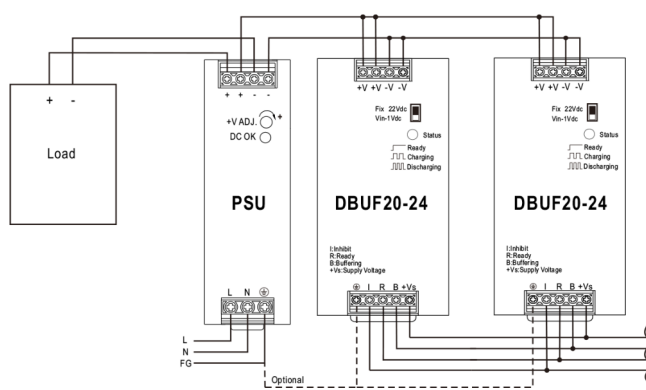 + -
Load
+ + - -
+V ADJ. +
DC OK
PSU
L N
L
N
FG
Optional
+V +V -V -V
Fix 22Vdc
Vin-1Vdc
Status
Ready
Charging
Discharging
DBUF20-24
I:Inhibit
R:Ready
B:Buffering
+Vs:Supply Voltage
I R B +Vs
+V +V -V -V
Fix 22Vdc
Vin-1Vdc
Status
Ready
Charging
Discharging
DBUF20-24
I:Inhibit
R:Ready
B:Buffering
+Vs:Supply Voltage
I R B +Vs